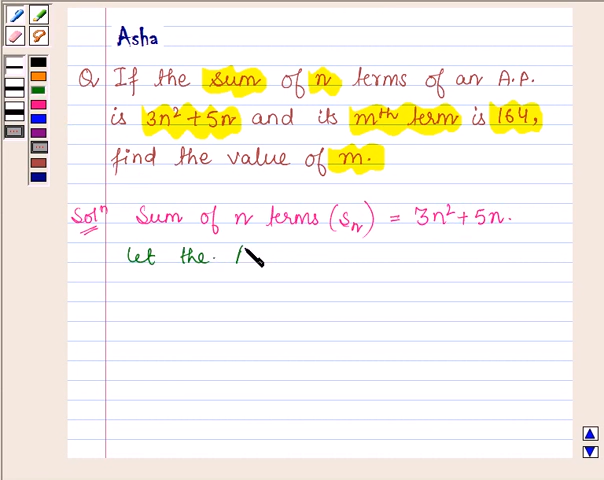 Asha
Q If the sum of n terms of an A.P.
is 3n²+5n and its mᵗʰ term is 164,
find the value of m.
Solⁿ Sum of n terms (Sₙ) = 3n²+5n.
Let the.